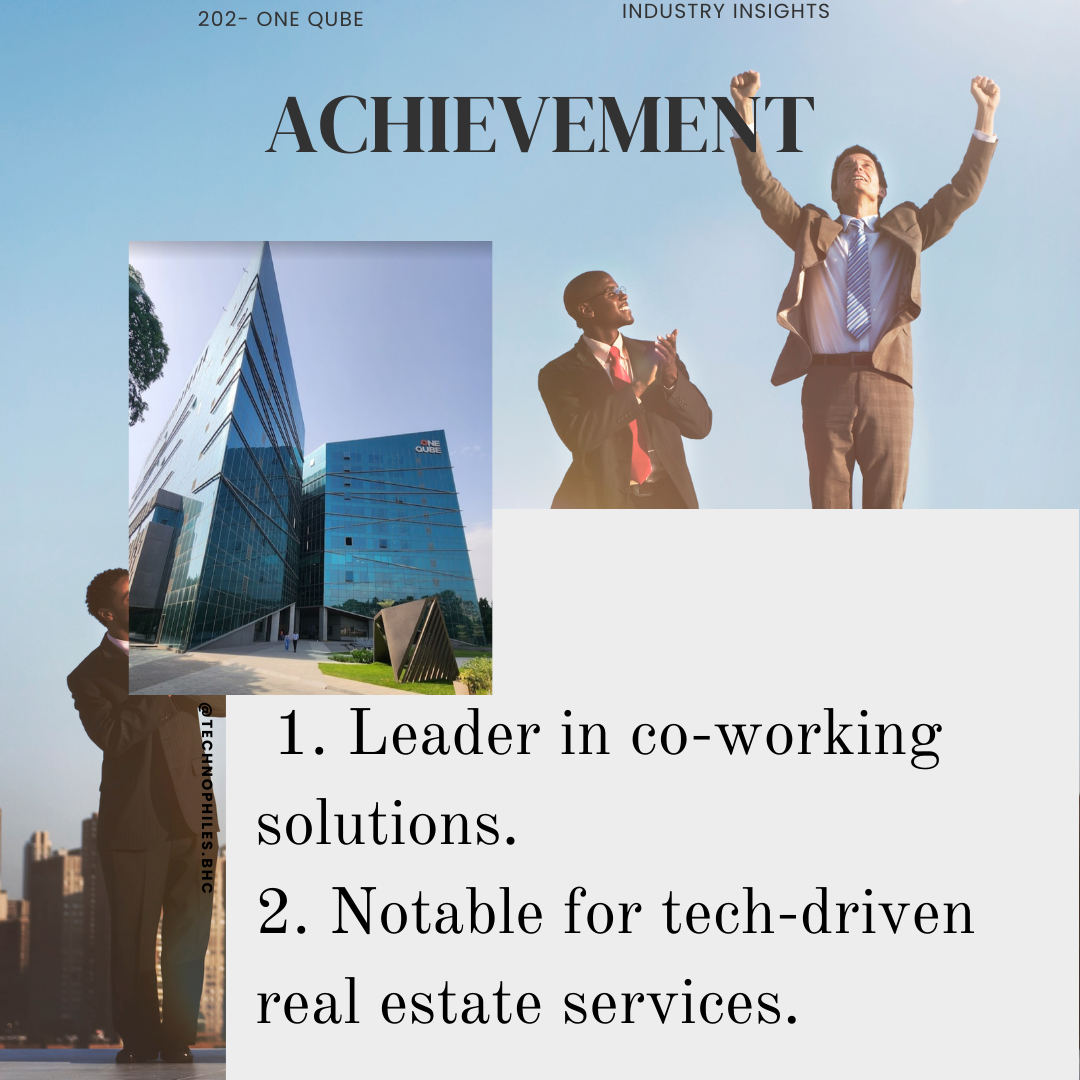 202- ONE QUBE
INDUSTRY INSIGHTS
ACHIEVEMENT
ONE
QUBE
@TECHNOPHILES.BHC
1. Leader in co-working
solutions.
2. Notable for tech-driven
real estate services.